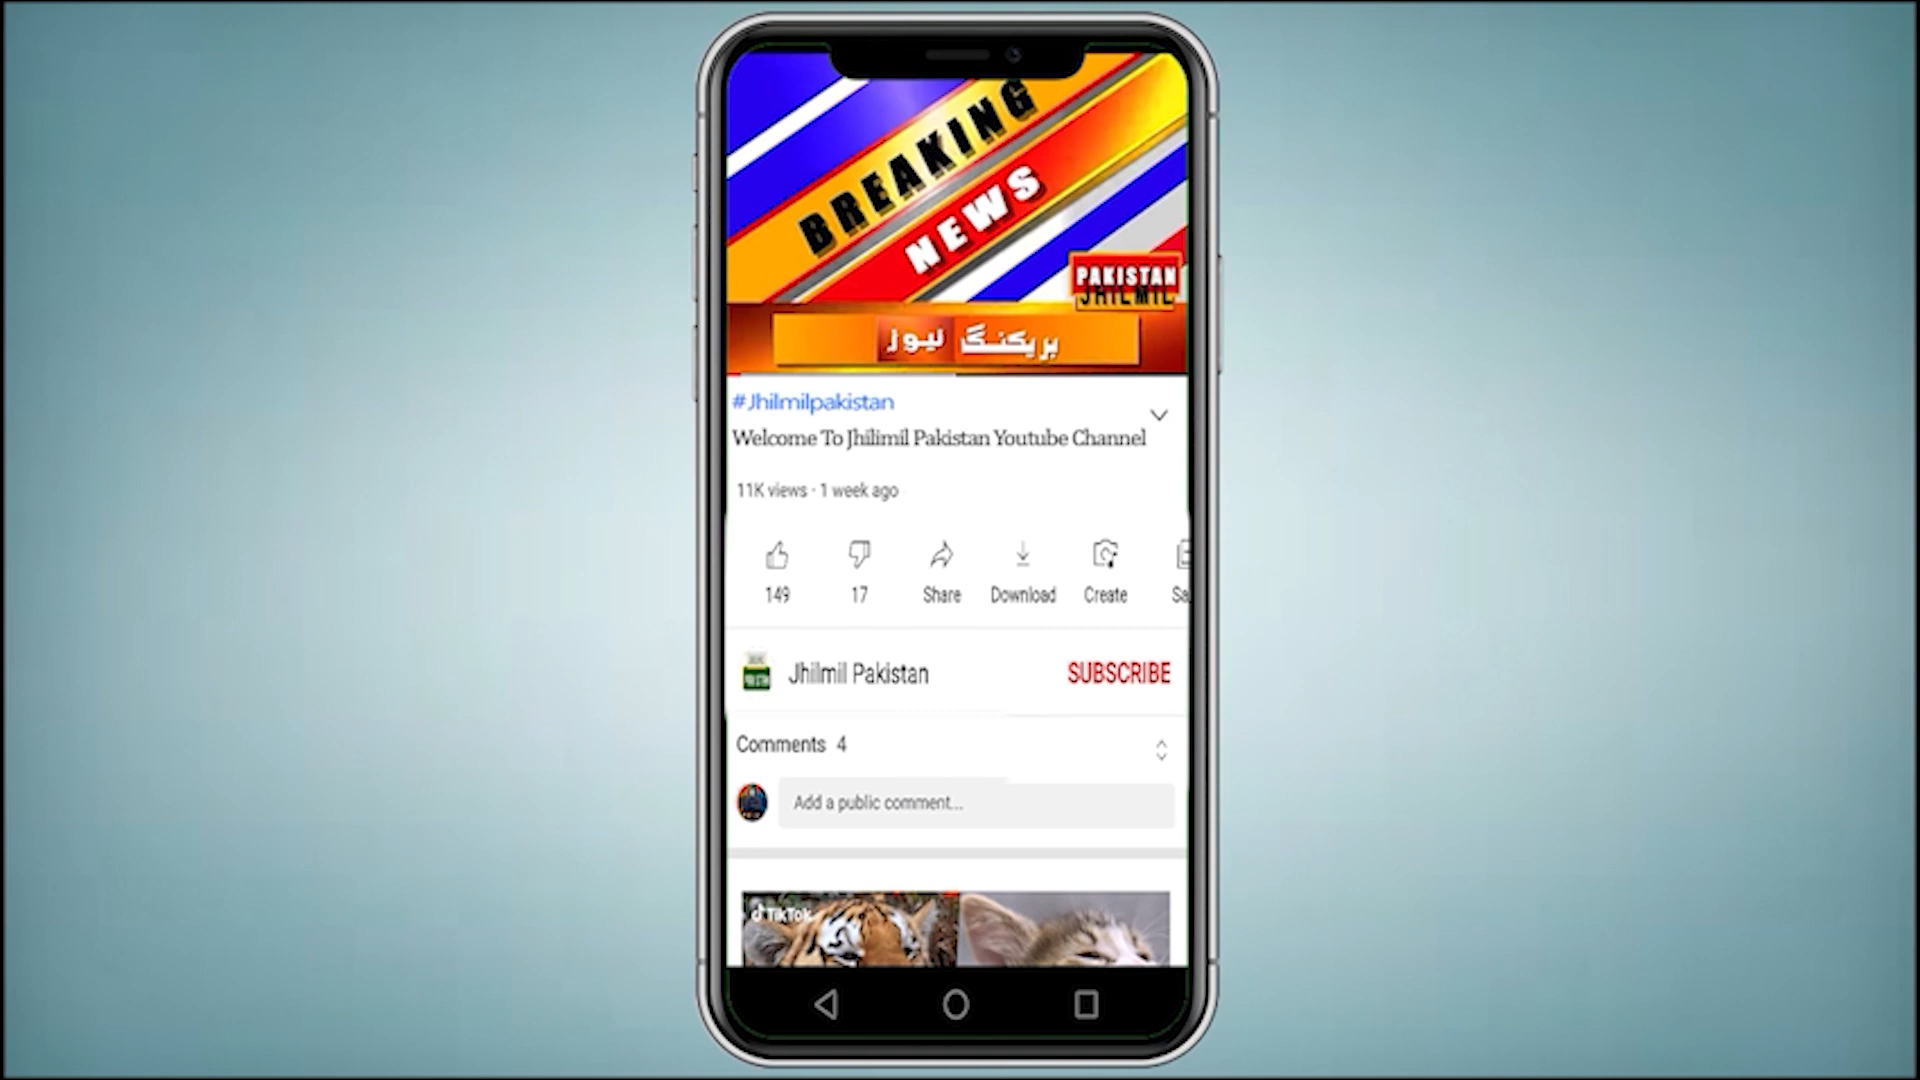 BREAKING
NEWS
PAKISTAN
JHILMIL
بریکنگ نیوز
#Jhilmilpakistan
Welcome To Jhilimil Pakistan Youtube Channel
11K views · 1 week ago
149 17 Share Download Create Sa
Jhilmil Pakistan SUBSCRIBE
Comments 4
Add a public comment...
TikTok